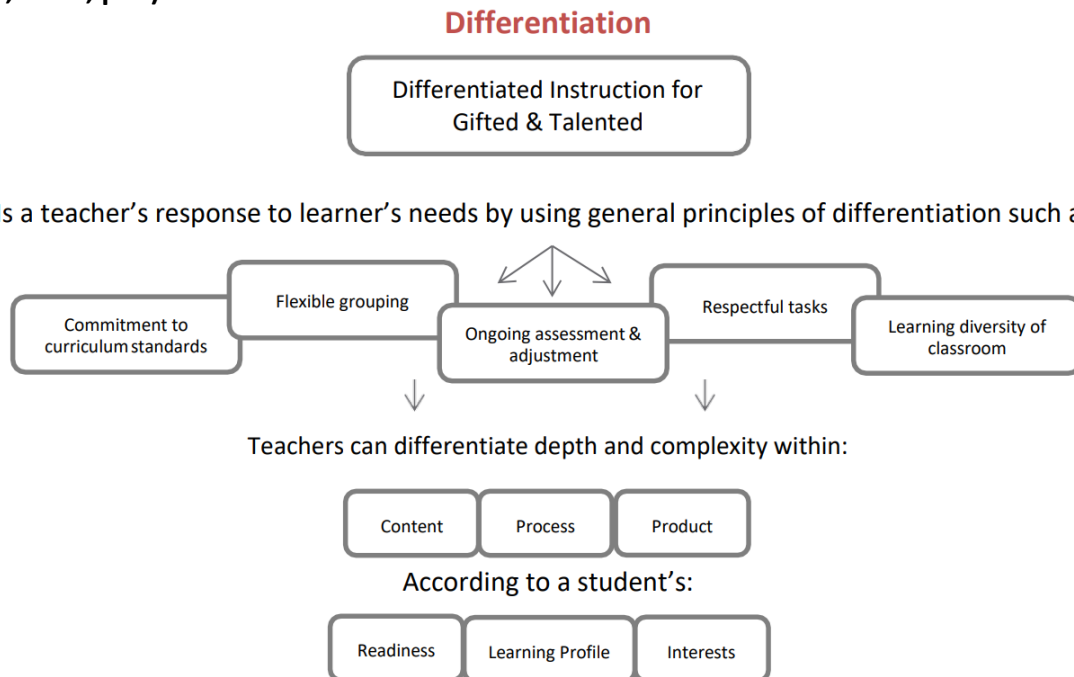 Differentiation
Differentiated Instruction for
Gifted & Talented
Is a teacher’s response to learner’s needs by using general principles of differentiation such a
Flexible grouping
Respectful tasks
Commitment to
curriculum standards
Ongoing assessment &
adjustment
Learning diversity of
classroom
Teachers can differentiate depth and complexity within:
Content Process Product
According to a student’s:
Readiness Learning Profile Interests